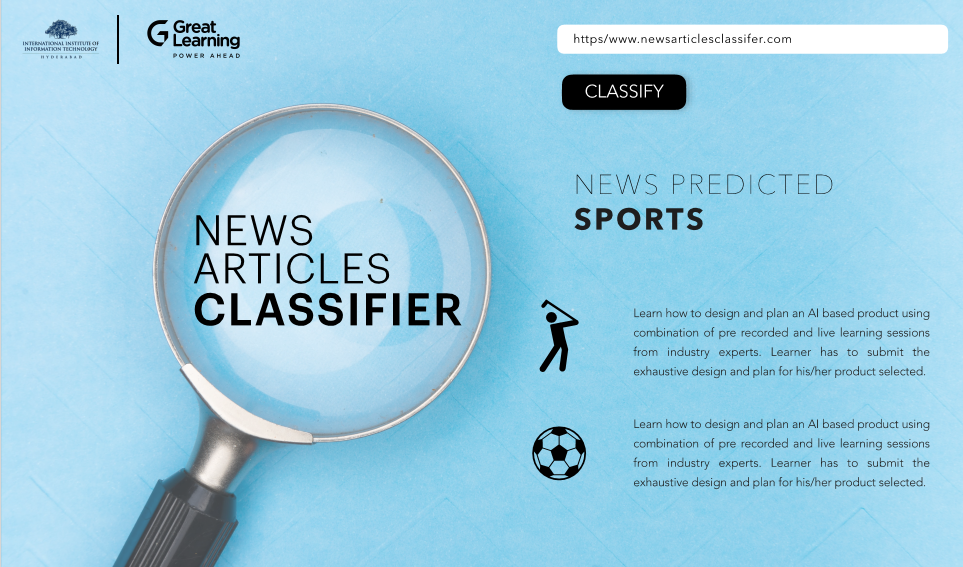 INTERNATIONAL INSTITUTE OF
INFORMATION TECHNOLOGY
HYDERABAD
Great
Learning
POWER AHEAD
https/www.newsarticlesclassifer.com
CLASSIFY
NEWS
ARTICLES
CLASSIFIER
NEWS PREDICTED
SPORTS
Learn how to design and plan an AI based product using
combination of pre recorded and live learning sessions
from industry experts. Learner has to submit the
exhaustive design and plan for his/her product selected.
Learn how to design and plan an AI based product using
combination of pre recorded and live learning sessions
from industry experts. Learner has to submit the
exhaustive design and plan for his/her product selected.